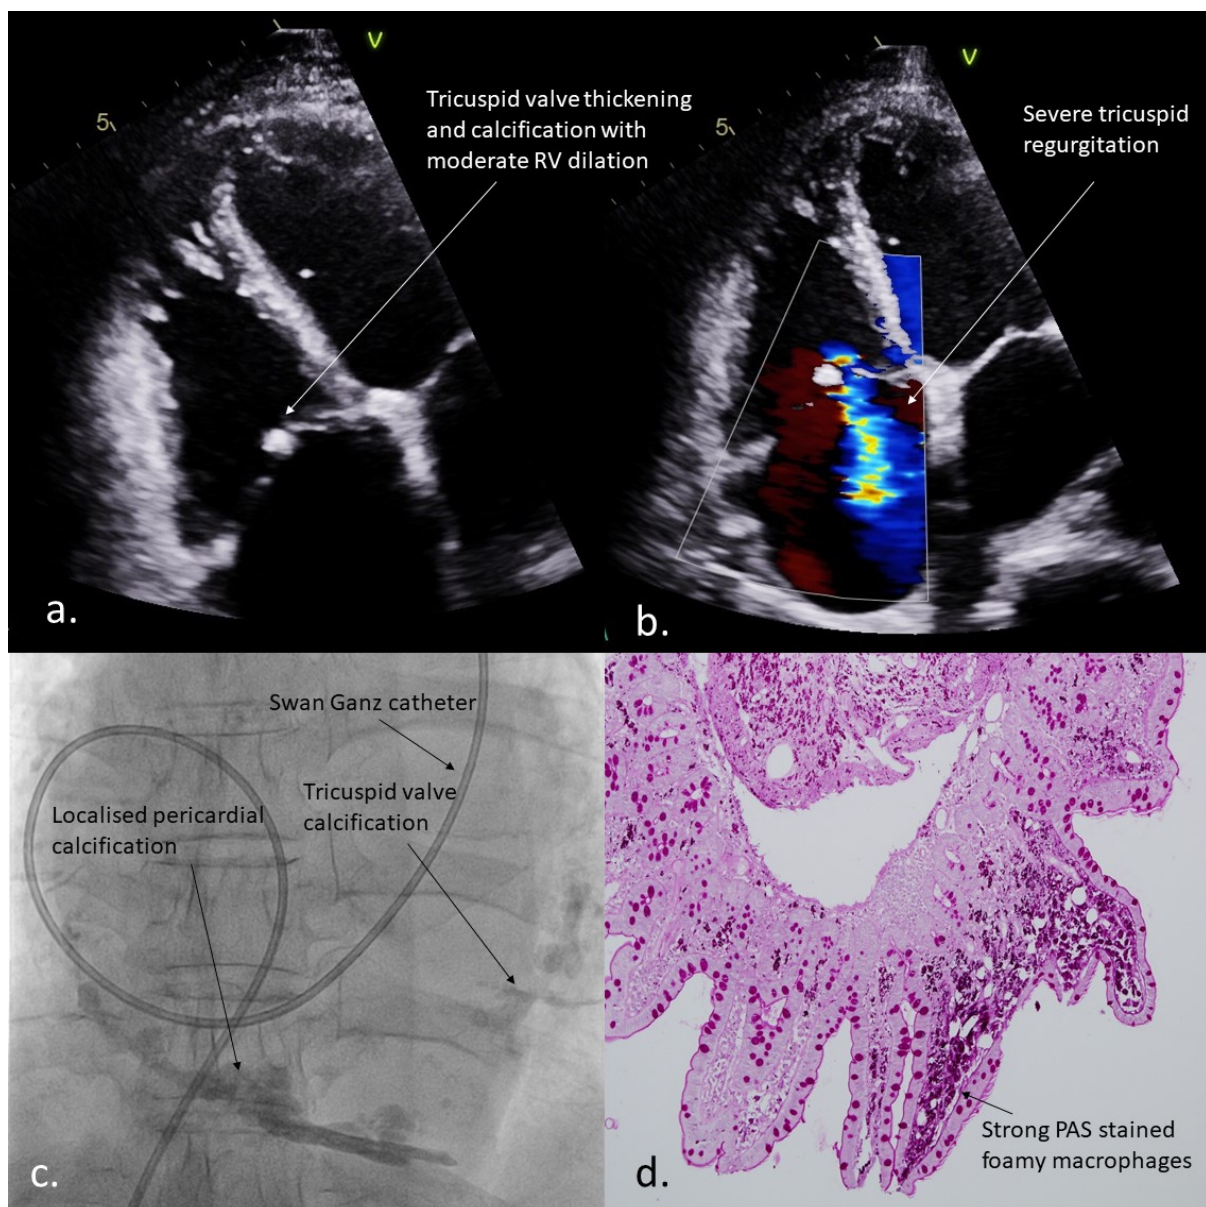 V
5
Tricuspid valve thickening
and calcification with
moderate RV dilation
a.
V
5
Severe tricuspid
regurgitation
b.
Swan Ganz catheter
Tricuspid valve
calcification
Localised pericardial
calcification
c.
Strong PAS stained
foamy macrophages
d.